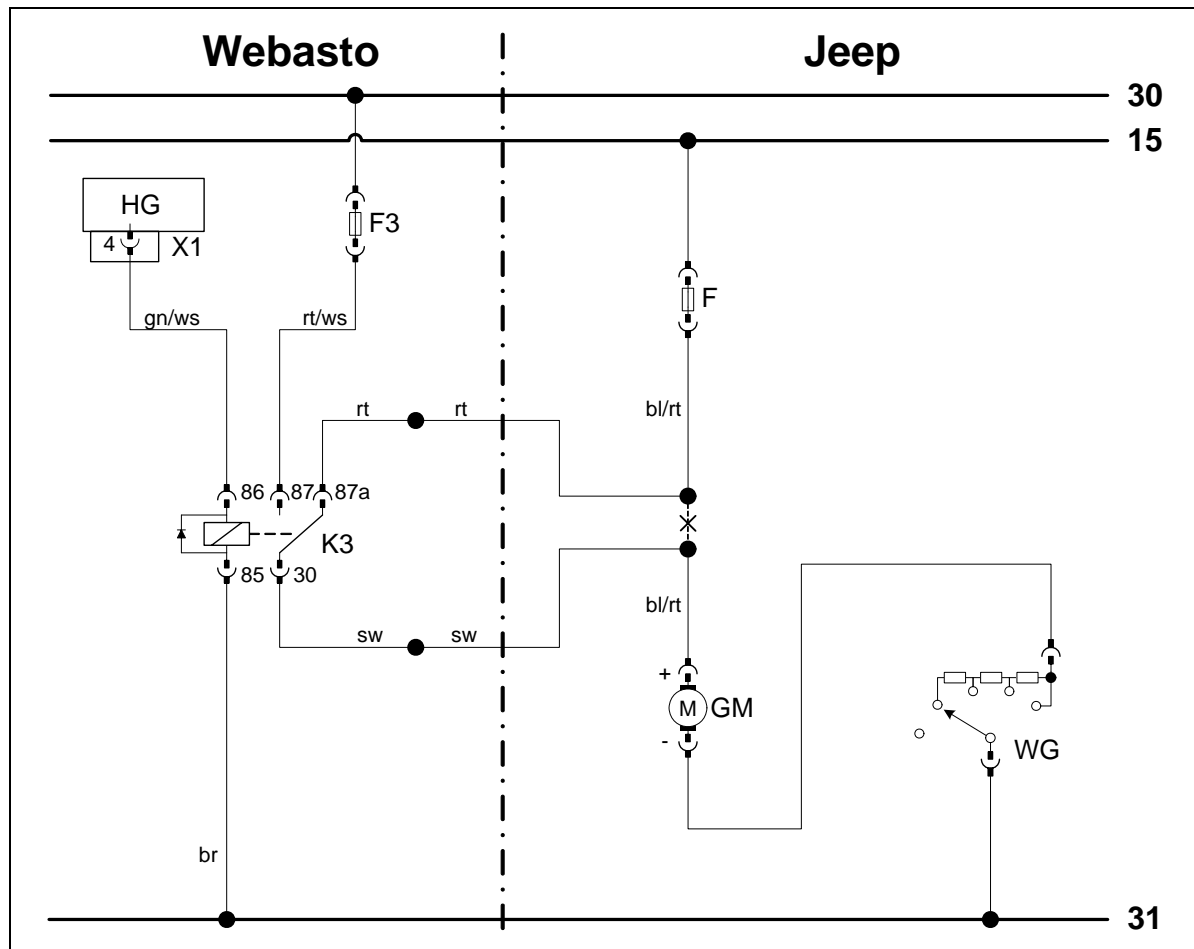 Webasto Jeep
30
15
HG
4 X1
F3
F
gn/ws rt/ws
rt rt bl/rt
86 87 87a
K3
85 30
sw sw bl/rt
+
M GM
-
WG
br
31